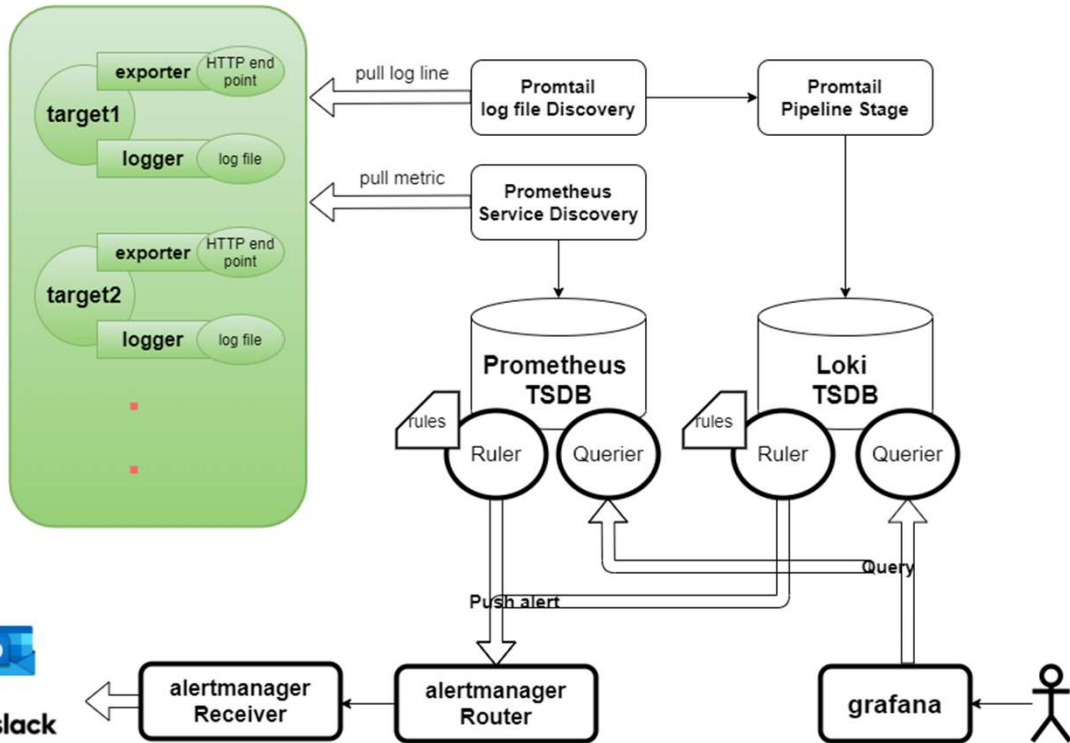 exporter
HTTP end
point
target1
logger
log file
exporter
HTTP end
point
target2
logger
log file
pull log line
Promtail
log file Discovery
Promtail
Pipeline Stage
pull metric
Prometheus
Service Discovery
Prometheus
TSDB
Loki
TSDB
rules
Ruler
Querier
rules
Ruler
Querier
Query
Push alert
alertmanager
Receiver
alertmanager
Router
grafana
slack